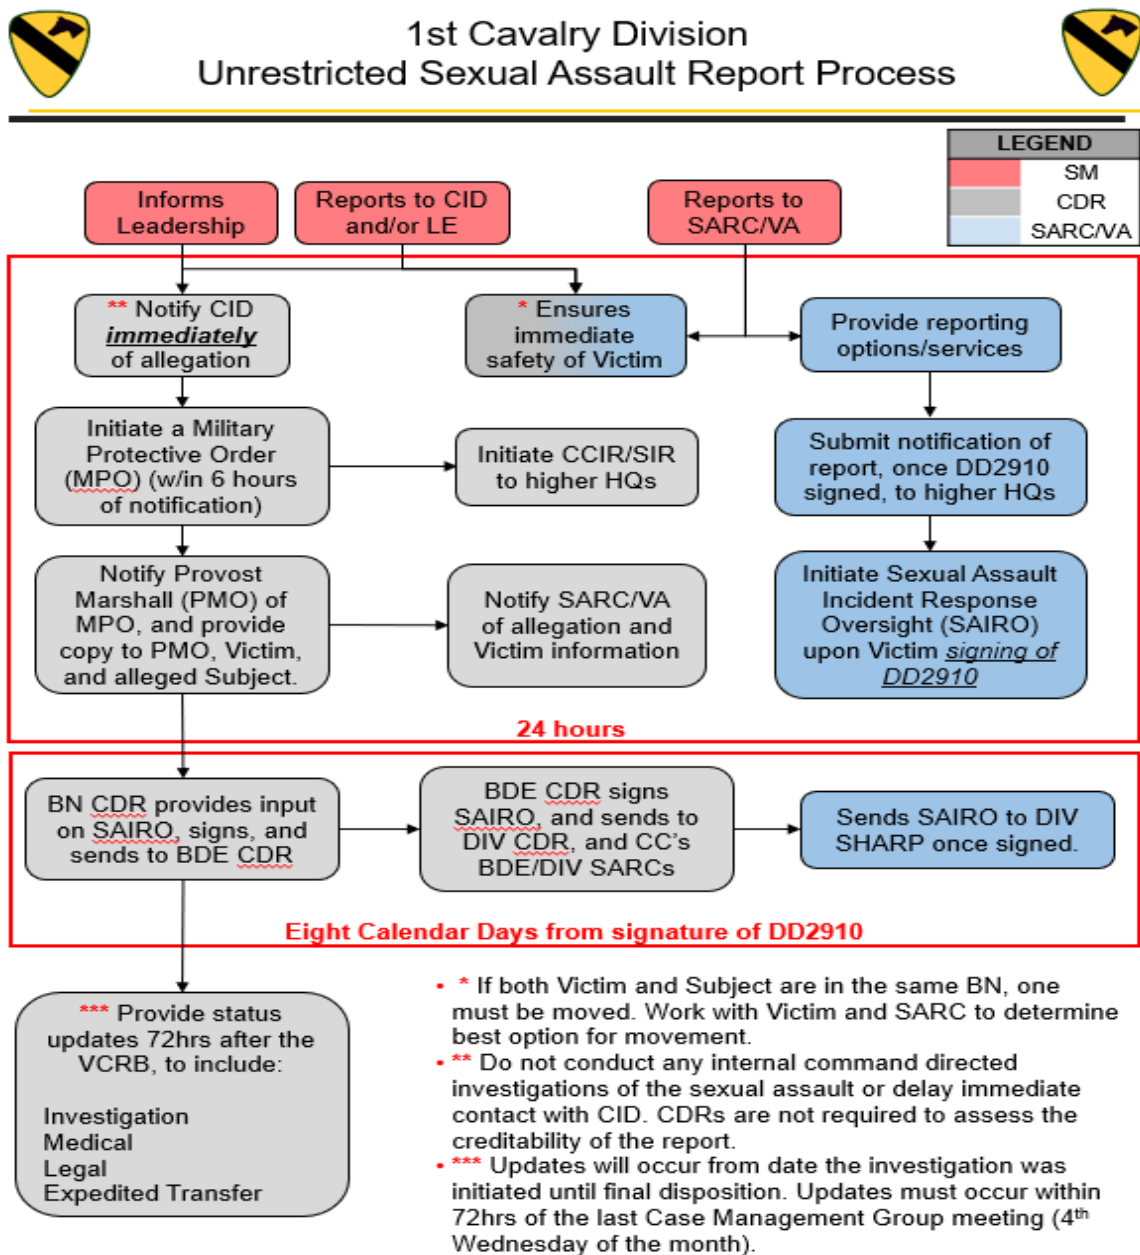 1st Cavalry Division
Unrestricted Sexual Assault Report Process
LEGEND
SM
CDR
SARC/VA
Informs
Leadership
Reports to CID
and/or LE
Reports to
SARC/VA
** Notify CID
immediately
of allegation
* Ensures
immediate
safety of Victim
Provide reporting
options/services
Initiate a Military
Protective Order
(MPO) (w/in 6 hours
of notification)
Initiate CCIR/SIR
to higher HQs
Submit notification of
report, once DD2910
signed, to higher HQs
Notify Provost
Marshall (PMO) of
MPO, and provide
copy to PMO, Victim,
and alleged Subject.
Notify SARC/VA
of allegation and
Victim information
Initiate Sexual Assault
Incident Response
Oversight (SAIRO)
upon Victim signing of
DD2910
24 hours
BN CDR provides input
on SAIRO, signs, and
sends to BDE CDR
BDE CDR signs
SAIRO, and sends to
DIV CDR, and CC's
BDE/DIV SARCs
Sends SAIRO to DIV
SHARP once signed.
Eight Calendar Days from signature of DD2910
*** Provide status
updates 72hrs after the
VCRB, to include:
Investigation
Medical
Legal
Expedited Transfer
• * If both Victim and Subject are in the same BN, one
must be moved. Work with Victim and SARC to determine
best option for movement.
• ** Do not conduct any internal command directed
investigations of the sexual assault or delay immediate
contact with CID. CDRs are not required to assess the
creditability of the report.
• *** Updates will occur from date the investigation was
initiated until final disposition. Updates must occur within
72hrs of the last Case Management Group meeting (4th
Wednesday of the month).